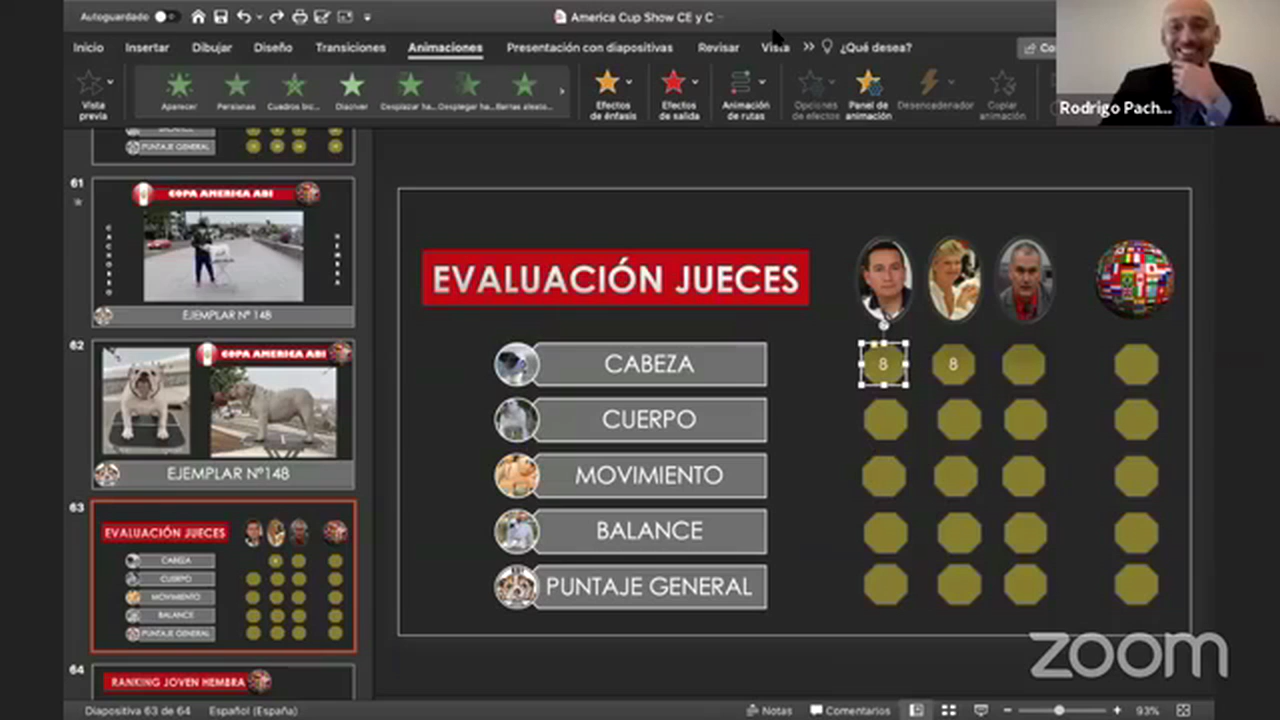 Autoguardado
America Cup Show CE y C
Inicio Insertar Dibujar Diseño Transiciones Animaciones Presentación con diapositivas Revisar Vista ¿Qué desea?
Vista previa
Aparecer Persianas Disolver
Efectos de énfasis
Efectos de salida
Animación de rutas
Opciones de efectos
Panel de animación
Desencadenador
Copiar animación
Rodrigo Pach...
PUNTAJE GENERAL
61
COPA AMERICA ABI
CACHORRO
HEMBRA
EJEMPLAR Nº 148
62
COPA AMERICA ABI
EJEMPLAR Nº148
63
EVALUACIÓN JUECES
CABEZA
CUERPO
MOVIMIENTO
BALANCE
PUNTAJE GENERAL
64
RANKING JOVEN HEMBRA
EVALUACIÓN JUECES
CABEZA 8 8
CUERPO
MOVIMIENTO
BALANCE
PUNTAJE GENERAL
zoom
Diapositiva 63 de 64 Español (España) Notas Comentarios 93%